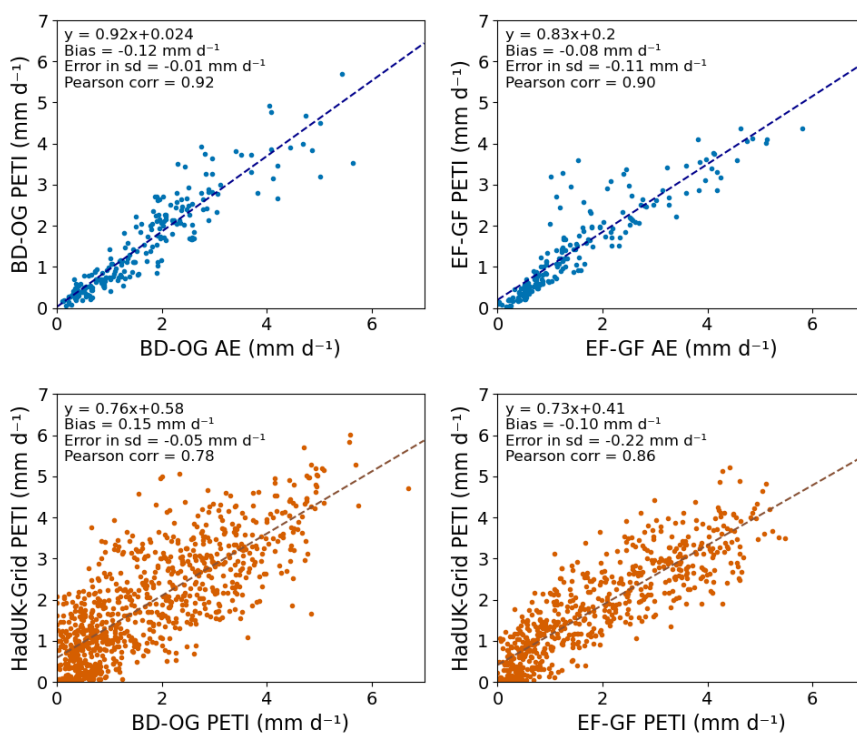 y = 0.92x+0.024
Bias = -0.12 mm d⁻¹
Error in sd = -0.01 mm d⁻¹
Pearson corr = 0.92
7
6
5
4
3
2
1
0
BD-OG PETI (mm d⁻¹)
0 2 4 6
BD-OG AE (mm d⁻¹)
y = 0.83x+0.2
Bias = -0.08 mm d⁻¹
Error in sd = -0.11 mm d⁻¹
Pearson corr = 0.90
7
6
5
4
3
2
1
0
EF-GF PETI (mm d⁻¹)
0 2 4 6
EF-GF AE (mm d⁻¹)
y = 0.76x+0.58
Bias = 0.15 mm d⁻¹
Error in sd = -0.05 mm d⁻¹
Pearson corr = 0.78
7
6
5
4
3
2
1
0
HadUK-Grid PETI (mm d⁻¹)
0 2 4 6
BD-OG PETI (mm d⁻¹)
y = 0.73x+0.41
Bias = -0.10 mm d⁻¹
Error in sd = -0.22 mm d⁻¹
Pearson corr = 0.86
7
6
5
4
3
2
1
0
HadUK-Grid PETI (mm d⁻¹)
0 2 4 6
EF-GF PETI (mm d⁻¹)